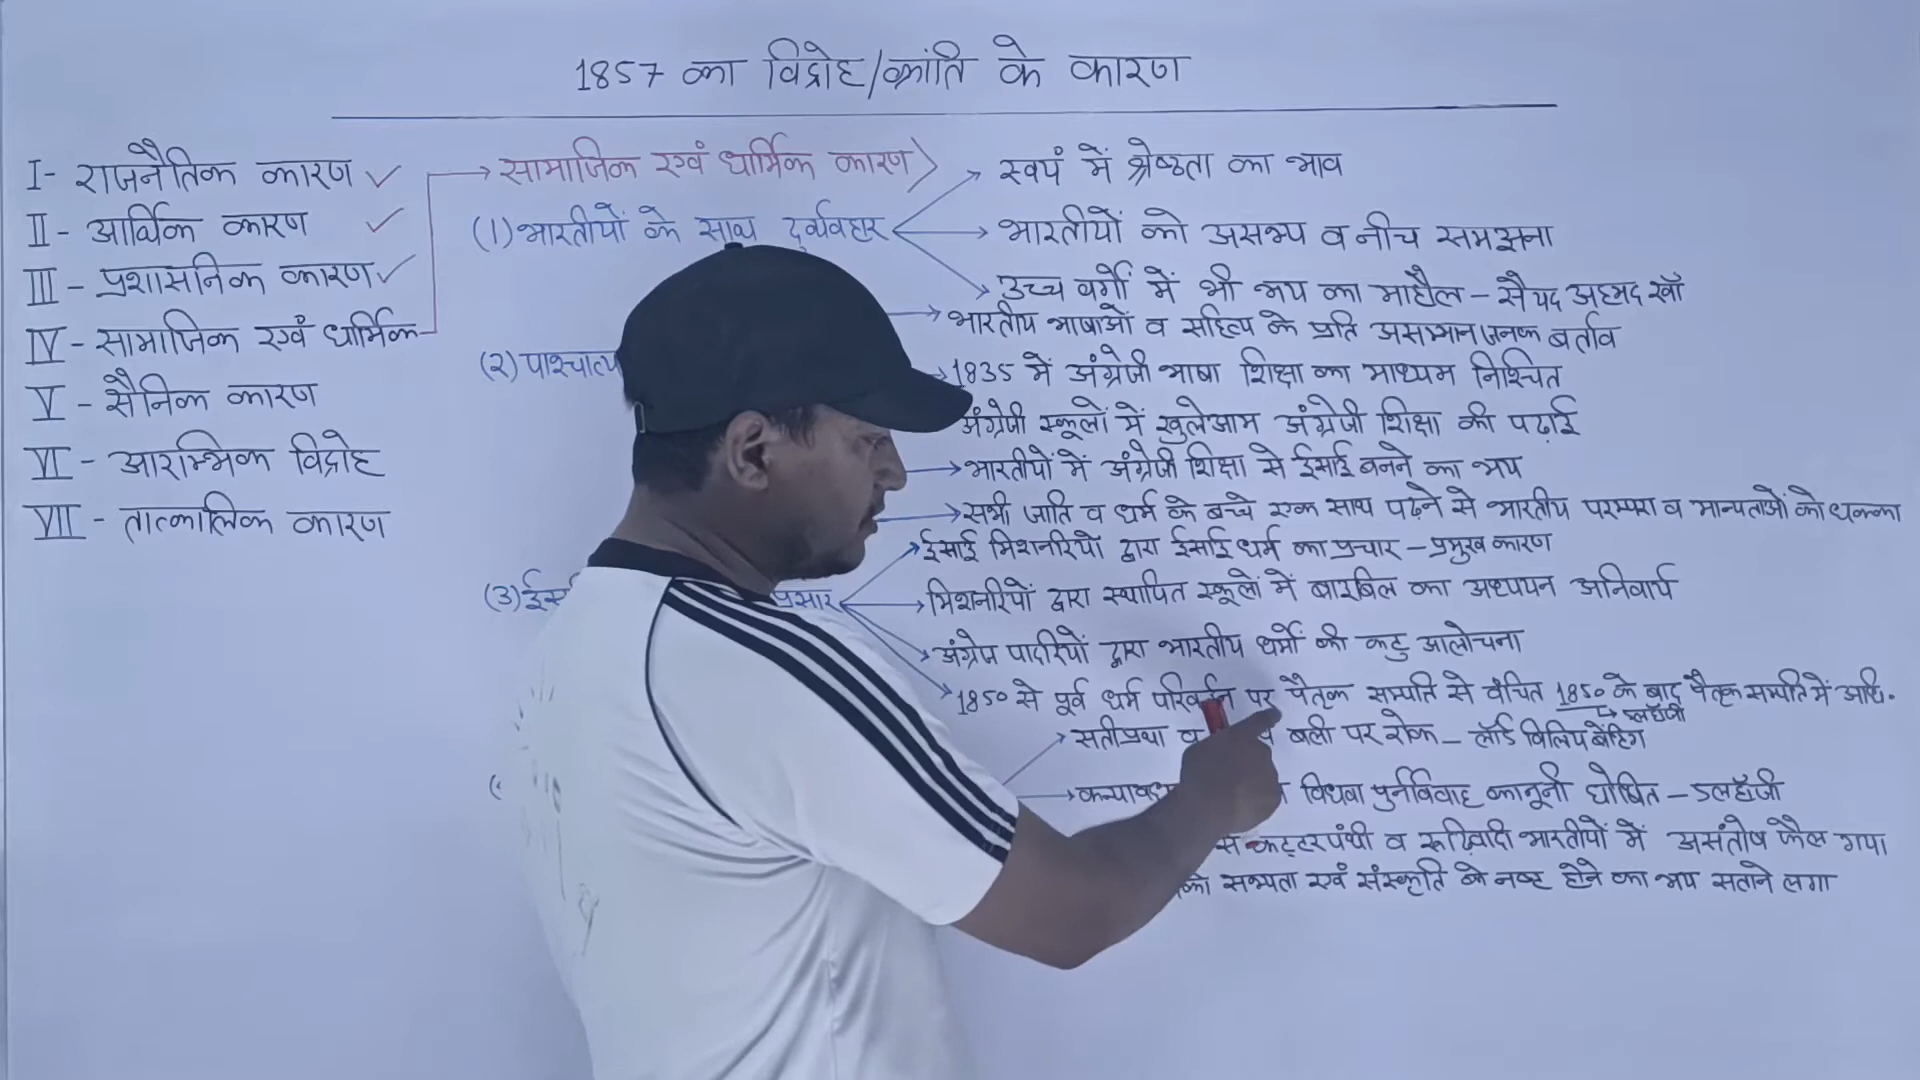 1857 का विद्रोह/क्रांति के कारण
I- राजनैतिक कारण ✓
II- आर्थिक कारण ✓
III- प्रशासनिक कारण ✓
IV- सामाजिक एवं धार्मिक
V- सैनिक कारण
VI- आरम्भिक विद्रोह
VII- तात्कालिक कारण
→ सामाजिक एवं धार्मिक कारण >
(1) भारतीयों के साथ दुर्व्यवहार
→ स्वयं में श्रेष्ठता का भाव
→ भारतीयों को असभ्य व नीच समझना
→ उच्च वर्गों में भी भय का माहौल - सैयद अहमद खाँ
(2) पाश्चात्य
→ भारतीय भाषाओं व सहित्य के प्रति असम्मानजनक बर्ताव
→ 1835 में अंग्रेजी भाषा शिक्षा का माध्यम निश्चित
अंग्रेजी स्कूलों में खुलेआम अंग्रेजी शिक्षा की पढ़ाई
→ भारतीयों में अंग्रेजी शिक्षा से ईसाई बनने का भय
→ सभी जाति व धर्म के बच्चे एक साथ पढ़ने से भारतीय परम्परा व मान्यताओं को धक्का
(3) प्रसार
→ ईसाई मिशनरियों द्वारा ईसाई धर्म का प्रचार - प्रमुख कारण
→ मिशनरियों द्वारा स्थापित स्कूलों में बाइबिल का अध्ययन अनिवार्य
→ अंग्रेज पादरियों द्वारा भारतीय धर्मों की कटु आलोचना
→ 1850 से पूर्व धर्म परिवर्तन पर पैतृक सम्पति से वंचित 1850 के बाद पैतृक सम्पति में अधि.
→ डलहौजी
→ सतीप्रथा व बली पर रोक - लॉर्ड विलियम बेंटिग
→ विधवा पुर्नविवाह कानूनी घोषित - डलहौजी
से कट्टरपंथी व रूढ़िवादी भारतीयों में असंतोष फैल गया
को सभ्यता एवं संस्कृति के नष्ट होने का भय सताने लगा